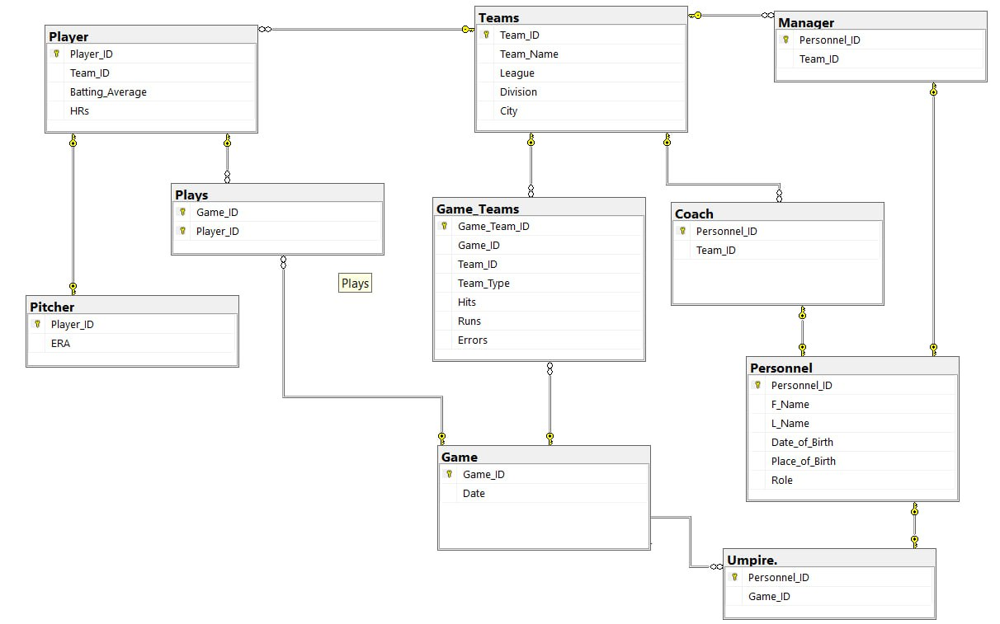 Player
Player_ID
Team_ID
Batting_Average
HRs
Teams
Team_ID
Team_Name
League
Division
City
Manager
Personnel_ID
Team_ID
Plays
Game_ID
Player_ID
Plays
Game_Teams
Game_Team_ID
Game_ID
Team_ID
Team_Type
Hits
Runs
Errors
Coach
Personnel_ID
Team_ID
Pitcher
Player_ID
ERA
Personnel
Personnel_ID
F_Name
L_Name
Date_of_Birth
Place_of_Birth
Role
Game
Game_ID
Date
Umpire.
Personnel_ID
Game_ID